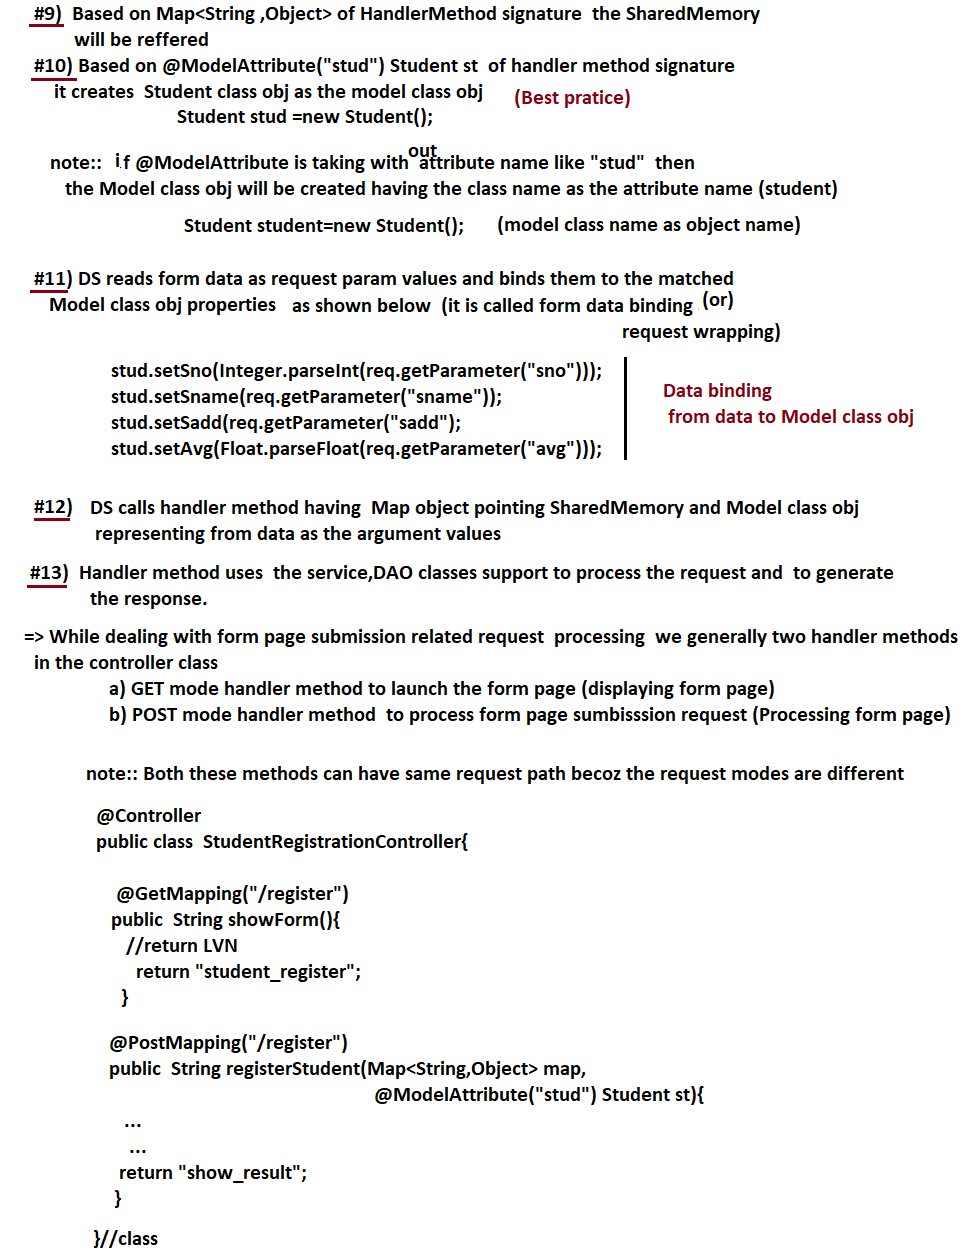 #9) Based on Map<String ,Object> of HandlerMethod signature the SharedMemory
will be reffered
#10) Based on @ModelAttribute("stud") Student st of handler method signature
it creates Student class obj as the model class obj (Best pratice)
Student stud =new Student();
note:: if @ModelAttribute is taking with out attribute name like "stud" then
the Model class obj will be created having the class name as the attribute name (student)
Student student=new Student(); (model class name as object name)
#11) DS reads form data as request param values and binds them to the matched
Model class obj properties as shown below (it is called form data binding (or)
request wrapping)
stud.setSno(Integer.parseInt(req.getParameter("sno")));
stud.setSname(req.getParameter("sname"));
stud.setSadd(req.getParameter("sadd");
stud.setAvg(Float.parseFloat(req.getParameter("avg")));
Data binding
from data to Model class obj
#12) DS calls handler method having Map object pointing SharedMemory and Model class obj
representing from data as the argument values
#13) Handler method uses the service,DAO classes support to process the request and to generate
the response.
=> While dealing with form page submission related request processing we generally two handler methods
in the controller class
a) GET mode handler method to launch the form page (displaying form page)
b) POST mode handler method to process form page sumbisssion request (Processing form page)
note:: Both these methods can have same request path becoz the request modes are different
@Controller
public class StudentRegistrationController{
@GetMapping("/register")
public String showForm(){
//return LVN
return "student_register";
}
@PostMapping("/register")
public String registerStudent(Map<String,Object> map,
@ModelAttribute("stud") Student st){
...
...
return "show_result";
}
}//class